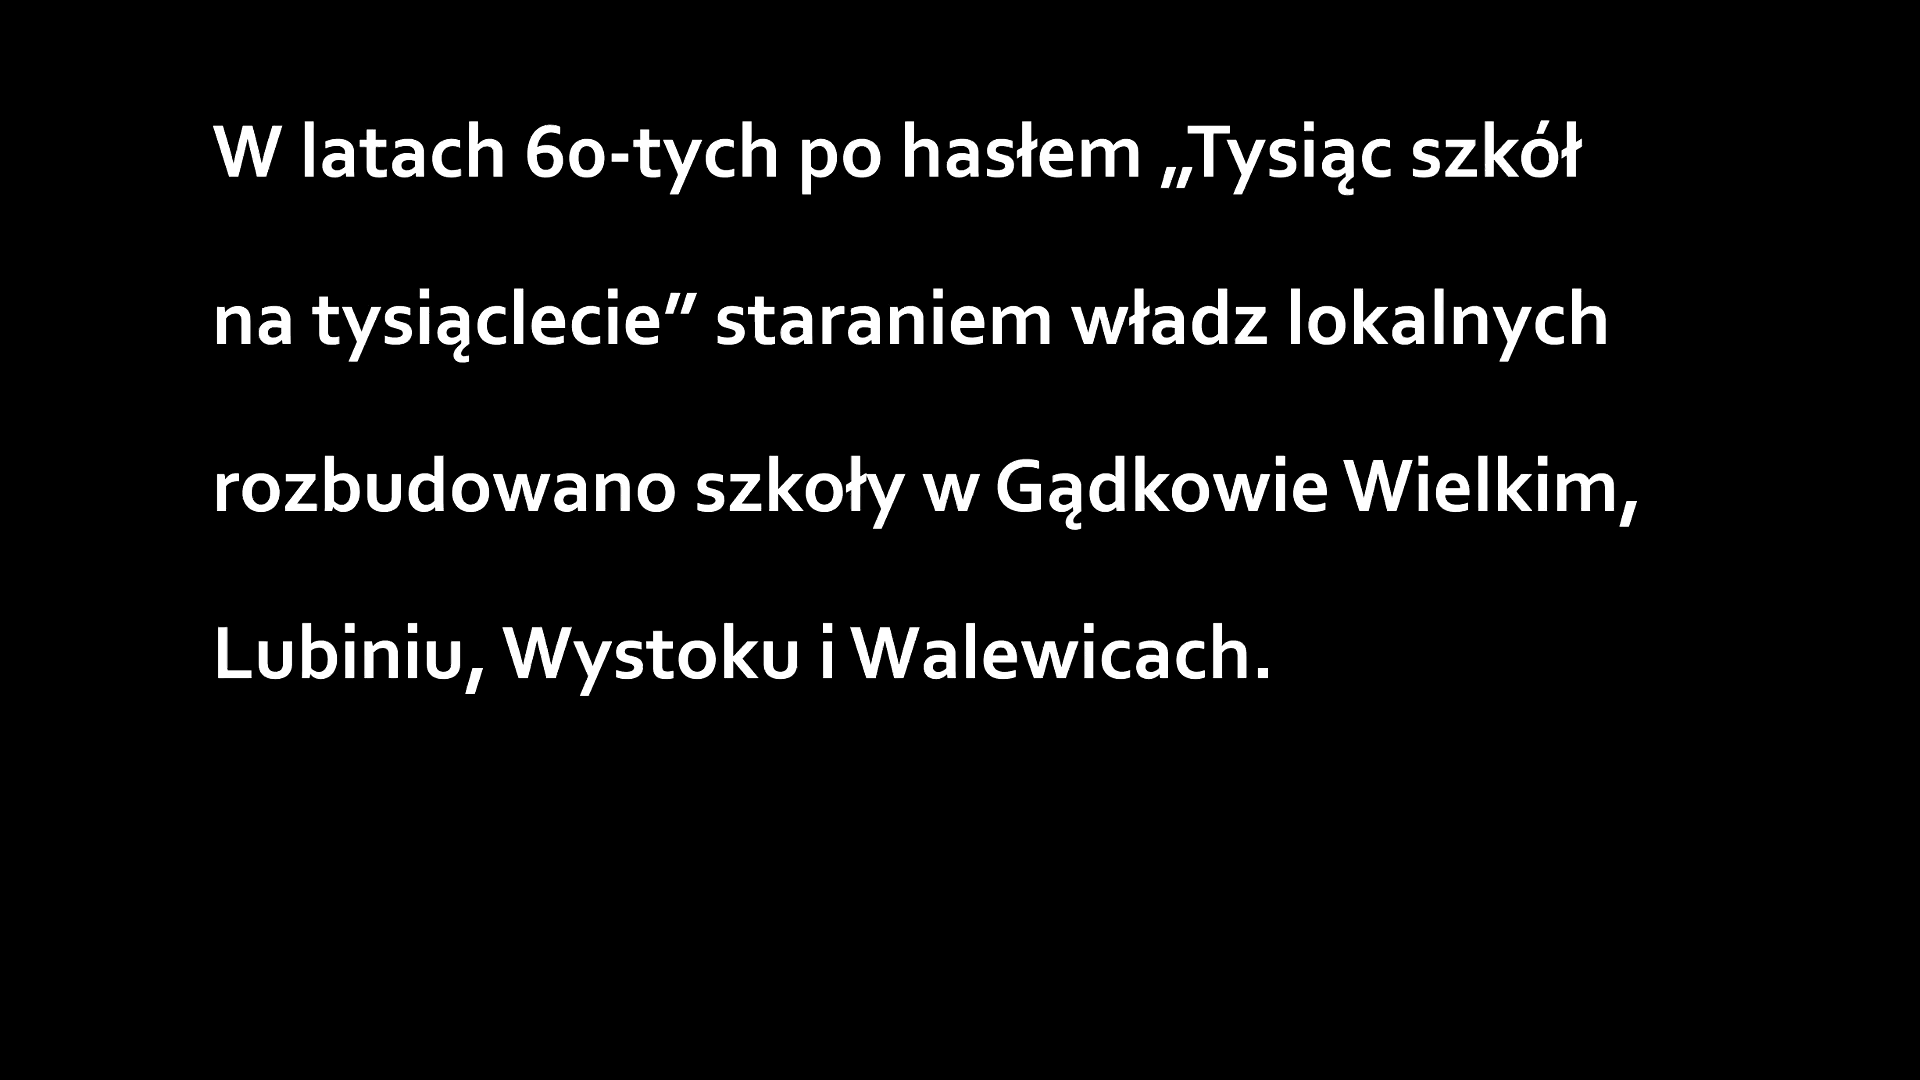 W latach 60-tych po hasłem „Tysiąc szkół
na tysiąclecie” staraniem władz lokalnych
rozbudowano szkoły w Gądkowie Wielkim,
Lubiniu, Wystoku i Walewicach.